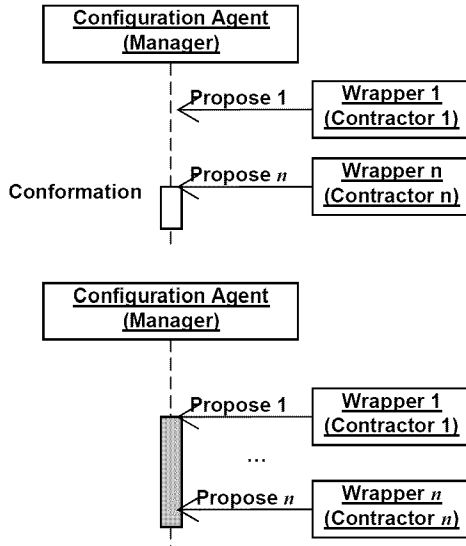 Configuration Agent
(Manager)
Propose 1
Wrapper 1
(Contractor 1)
Conformation
Propose n
Wrapper n
(Contractor n)
Configuration Agent
(Manager)
Propose 1
Wrapper 1
(Contractor 1)
...
Propose n
Wrapper n
(Contractor n)